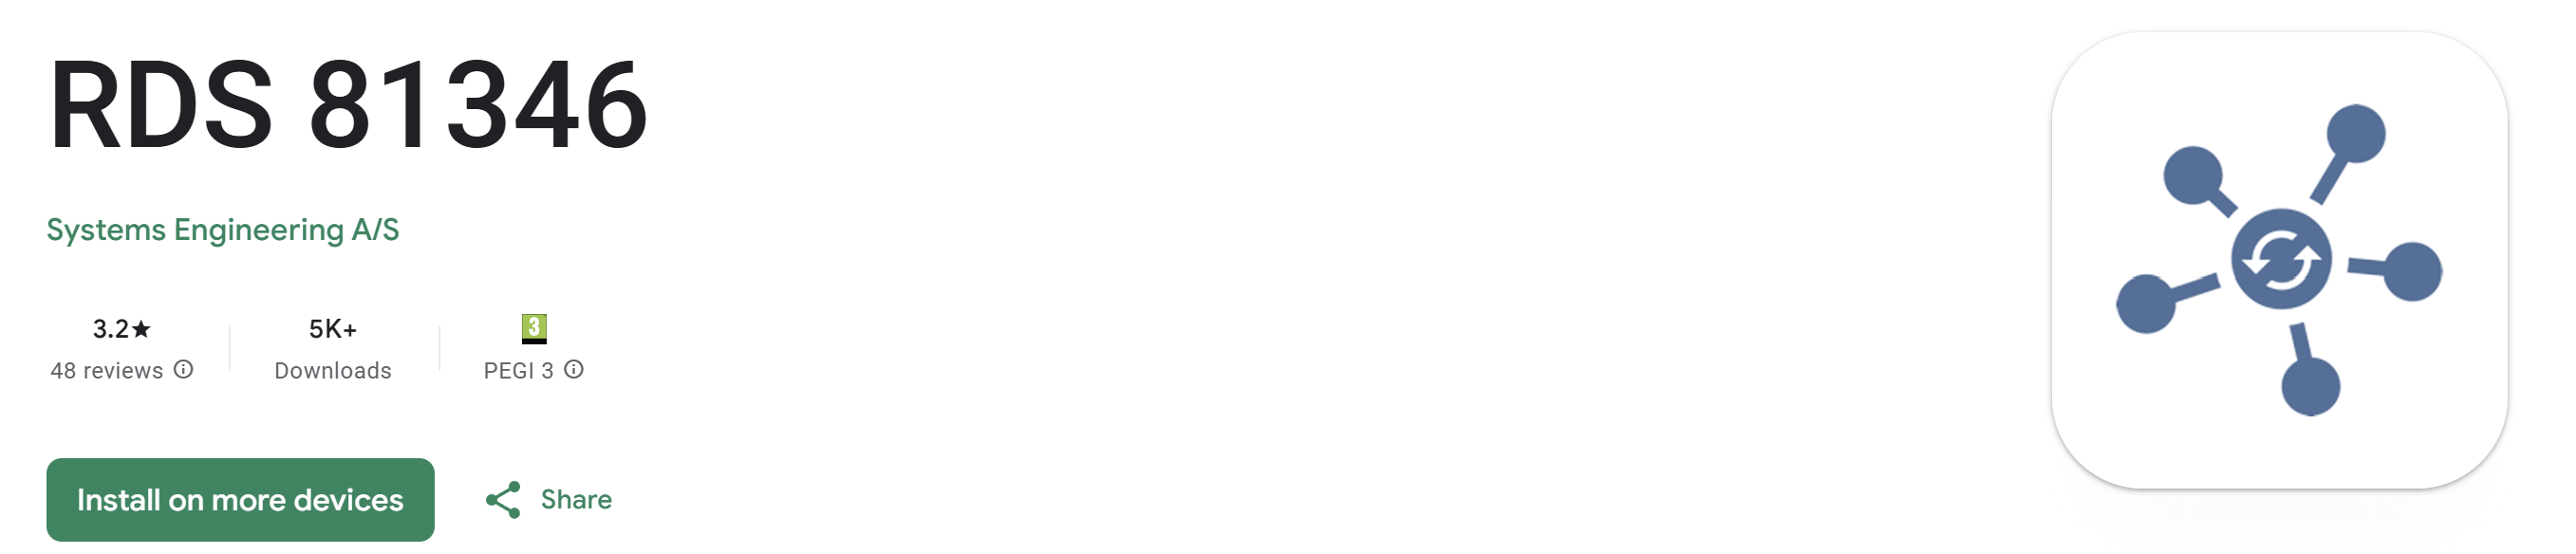 RDS 81346
Systems Engineering A/S
3.2★ 5K+ 3
48 reviews Downloads PEGI 3
Install on more devices Share